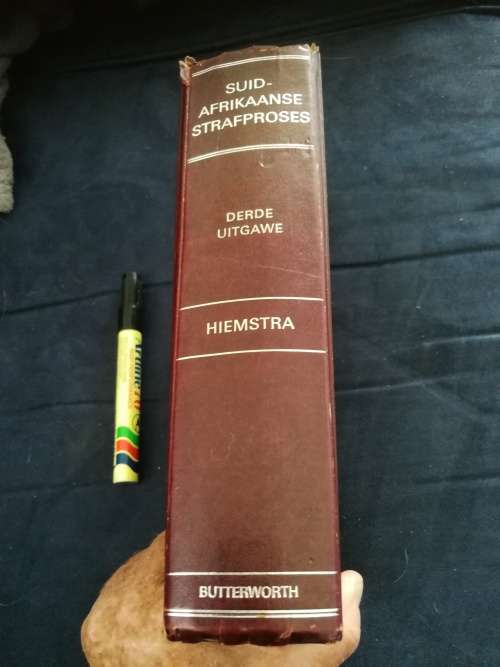 SUID-
AFRIKAANSE
STRAFPROSES
DERDE
UITGAWE
HIEMSTRA
BUTTERWORTH